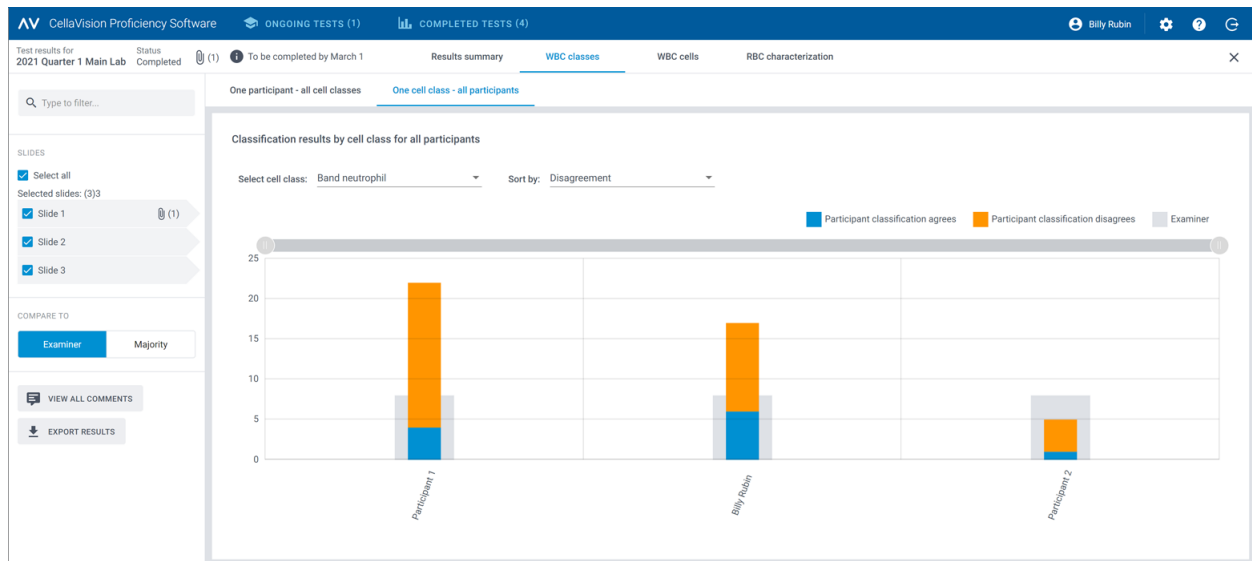 CellaVision Proficiency Software
ONGOING TESTS (1)
COMPLETED TESTS (4)
Billy Rubin
Test results for
2021 Quarter 1 Main Lab
Status
Completed
(1)
To be completed by March 1
Results summary
WBC classes
WBC cells
RBC characterization
Type to filter...
One participant - all cell classes
One cell class - all participants
SLIDES
Select all
Selected slides: (3)3
Slide 1
(1)
Slide 2
Slide 3
COMPARE TO
Examiner
Majority
VIEW ALL COMMENTS
EXPORT RESULTS
Classification results by cell class for all participants
Select cell class: Band neutrophil
Sort by: Disagreement
Participant classification agrees
Participant classification disagrees
Examiner
25
20
15
10
5
0
Participant 1
Billy Rubin
Participant 2